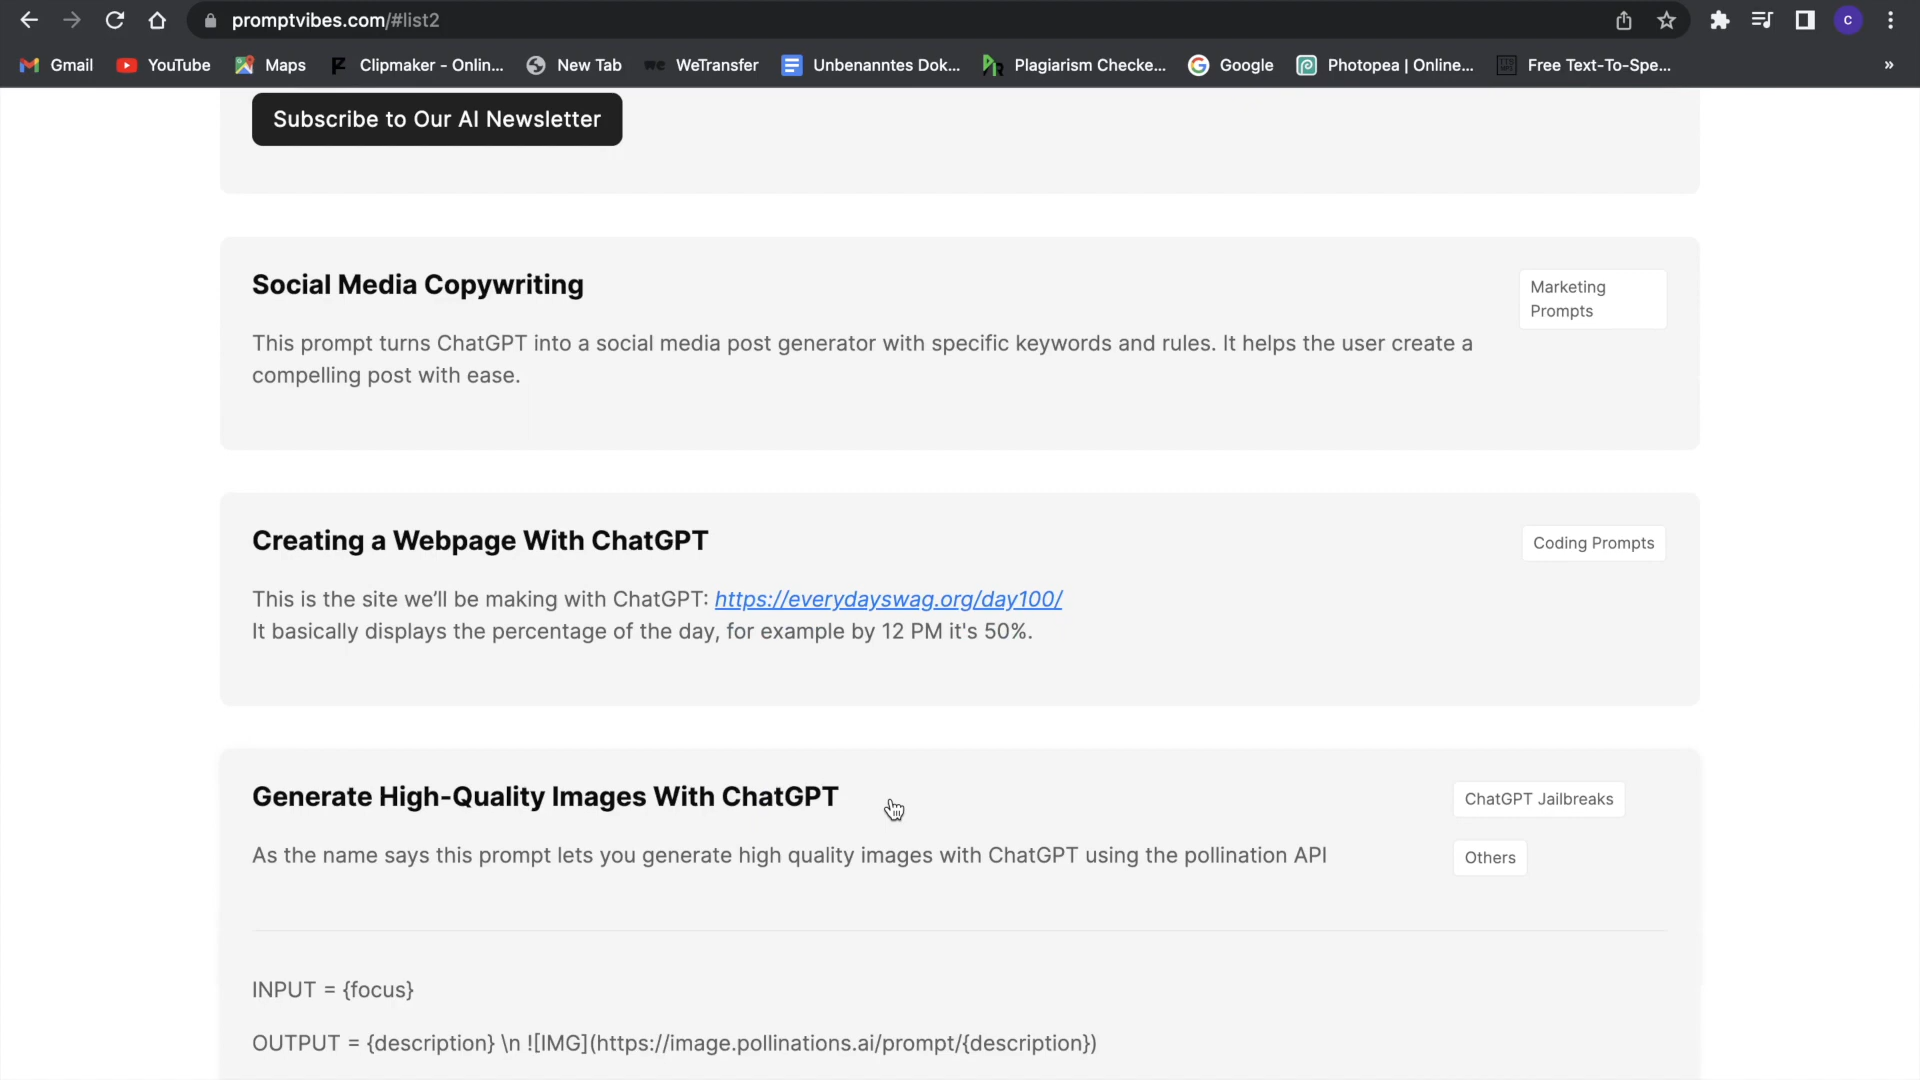 promptvibes.com/#list2
C
Gmail
YouTube
Maps
Clipmaker - Onlin...
New Tab
we
WeTransfer
Unbenanntes Dok...
Plagiarism Checke...
Google
Photopea | Online...
Free Text-To-Spe...
»
Subscribe to Our AI Newsletter
Social Media Copywriting
Marketing
Prompts
This prompt turns ChatGPT into a social media post generator with specific keywords and rules. It helps the user create a
compelling post with ease.
Creating a Webpage With ChatGPT
Coding Prompts
This is the site we'll be making with ChatGPT: https://everydayswag.org/day100/
It basically displays the percentage of the day, for example by 12 PM it's 50%.
Generate High-Quality Images With ChatGPT
ChatGPT Jailbreaks
As the name says this prompt lets you generate high quality images with ChatGPT using the pollination API
Others
INPUT = {focus}
OUTPUT = {description} \n ![IMG](https://image.pollinations.ai/prompt/{description})